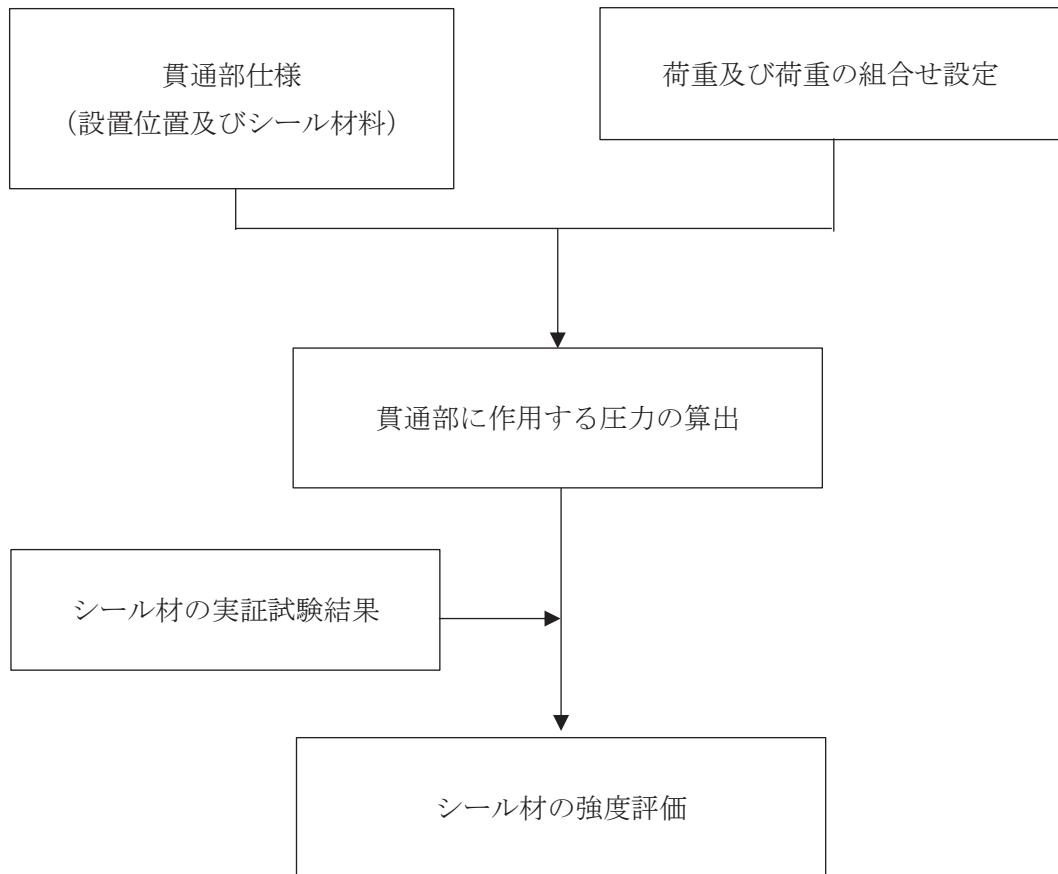 貫通部仕様
（設置位置及びシール材料）
荷重及び荷重の組合せ設定
貫通部に作用する圧力の算出
シール材の実証試験結果
シール材の強度評価